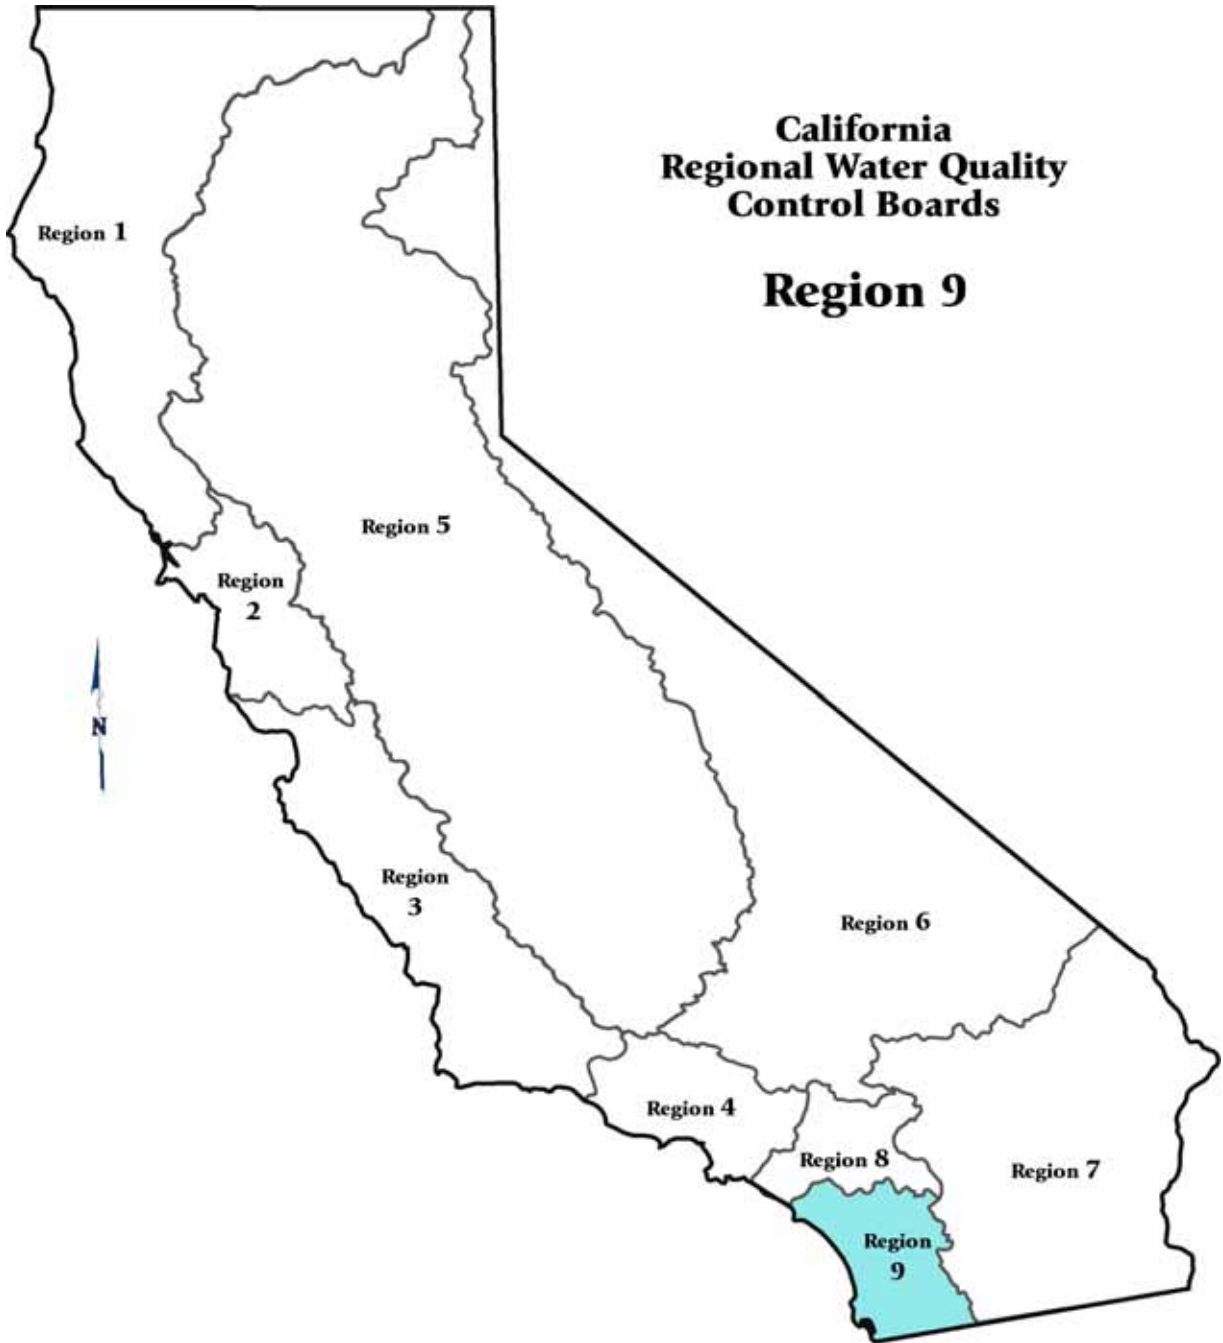 California
Regional Water Quality
Control Boards
Region 9
Region 1
Region 5
Region
2
N
Region
3
Region 6
Region 4
Region 8
Region 7
Region
9